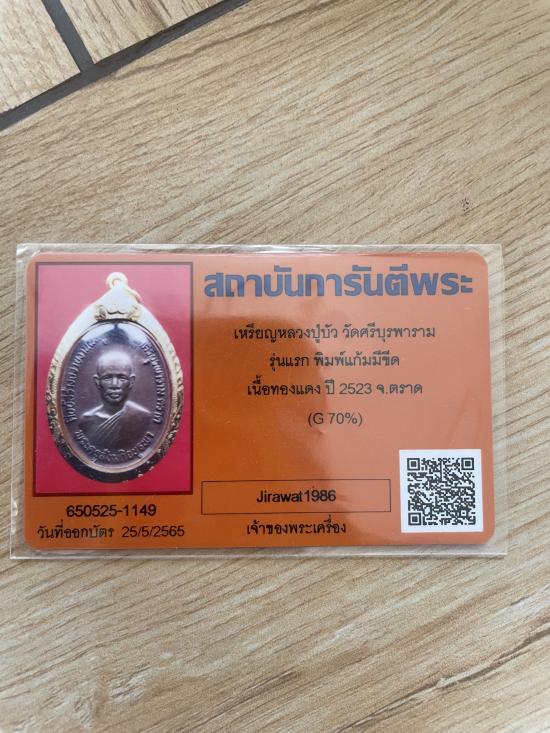 สถาบันการันตีพระ
เหรียญหลวงปู่บัว วัดศรีบุรพาราม
รุ่นแรก พิมพ์แก้มมีขีด
เนื้อทองแดง ปี 2523 จ.ตราด
(G 70%)
650525-1149
วันที่ออกบัตร 25/5/2565
Jirawat1986
เจ้าของพระเครื่อง